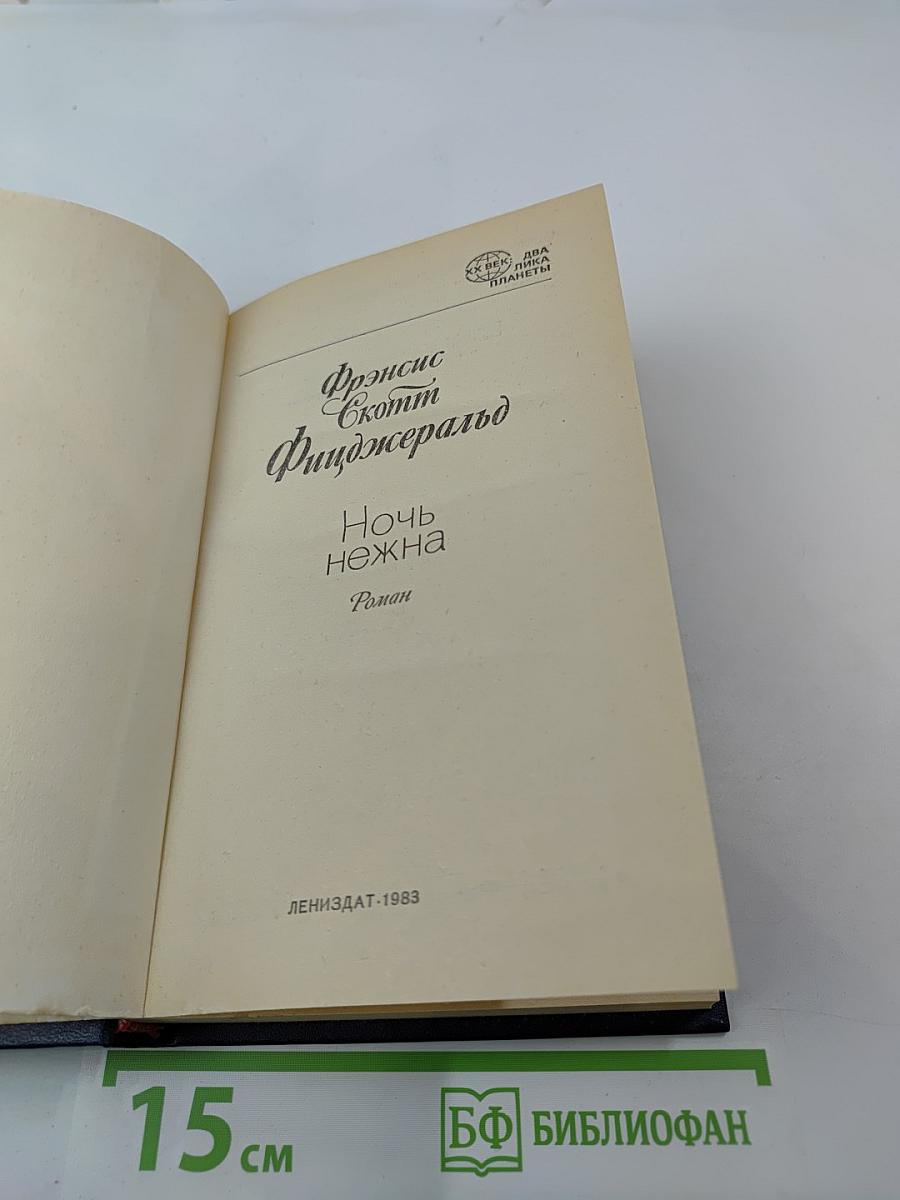 XX ВЕК: ДВА
ЛИКА
ПЛАНЕТЫ
Фрэнсис
Скотт
Фицджеральд
Ночь
нежна
Роман
ЛЕНИЗДАТ·1983
15 см
БФ БИБЛИОФАН